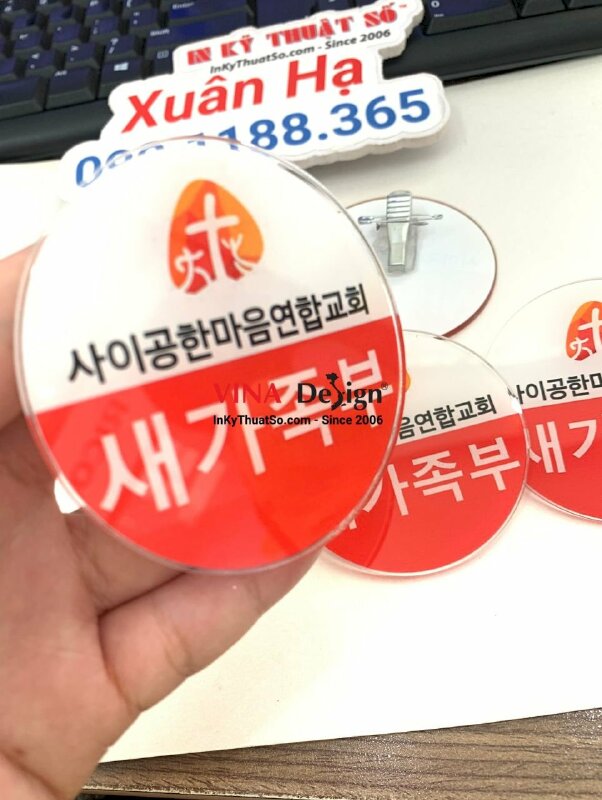 IN KỸ THUẬT SỐ
InKyThuatSo.com - Since 2006
Xuân Hạ
1188.365
사이공한마음연합교회
새가족부
VINA Design®
InKyThuatSo.com - Since 2006
음연합교회
가족부
사이공한마음
새가